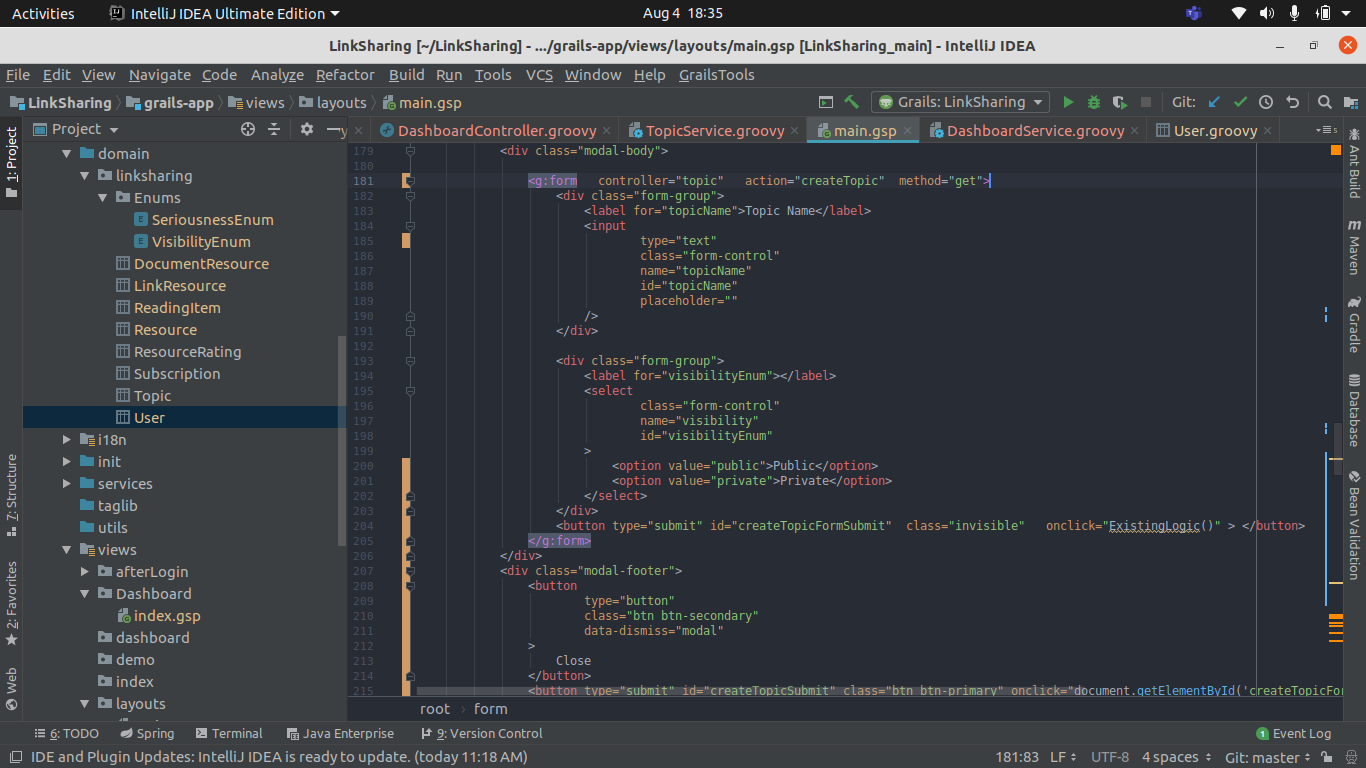 Activities IntelliJ IDEA Ultimate Edition Aug 4 18:35
LinkSharing [~/LinkSharing] - .../grails-app/views/layouts/main.gsp [LinkSharing_main] - IntelliJ IDEA
File Edit View Navigate Code Analyze Refactor Build Run Tools VCS Window Help GrailsTools
LinkSharing grails-app views layouts main.gsp Grails: LinkSharing Git:
Project DashboardController.groovy TopicService.groovy main.gsp DashboardService.groovy User.groovy
1: Project
7: Structure
2: Favorites
Web
domain
linksharing
Enums
SeriousnessEnum
VisibilityEnum
DocumentResource
LinkResource
ReadingItem
Resource
ResourceRating
Subscription
Topic
User
i18n
init
services
taglib
utils
views
afterLogin
Dashboard
index.gsp
dashboard
demo
index
layouts
179 <div class="modal-body">
180
181 <g:form controller="topic" action="createTopic" method="get">
182 <div class="form-group">
183 <label for="topicName">Topic Name</label>
184 <input
185 type="text"
186 class="form-control"
187 name="topicName"
188 id="topicName"
189 placeholder=""
190 />
191 </div>
192
193 <div class="form-group">
194 <label for="visibilityEnum"></label>
195 <select
196 class="form-control"
197 name="visibility"
198 id="visibilityEnum"
199 >
200 <option value="public">Public</option>
201 <option value="private">Private</option>
202 </select>
203 </div>
204 <button type="submit" id="createTopicFormSubmit" class="invisible" onclick="ExistingLogic()" > </button>
205 </g:form>
206 </div>
207 <div class="modal-footer">
208 <button
209 type="button"
210 class="btn btn-secondary"
211 data-dismiss="modal"
212 >
213 Close
214 </button>
215 <button type="submit" id="createTopicSubmit" class="btn btn-primary" onclick="document.getElementById('createTopicFor
root form
Ant Build
Maven
Gradle
Database
Bean Validation
6: TODO Spring Terminal Java Enterprise 9: Version Control 1 Event Log
IDE and Plugin Updates: IntelliJ IDEA is ready to update. (today 11:18 AM) 181:83 LF UTF-8 4 spaces Git: master